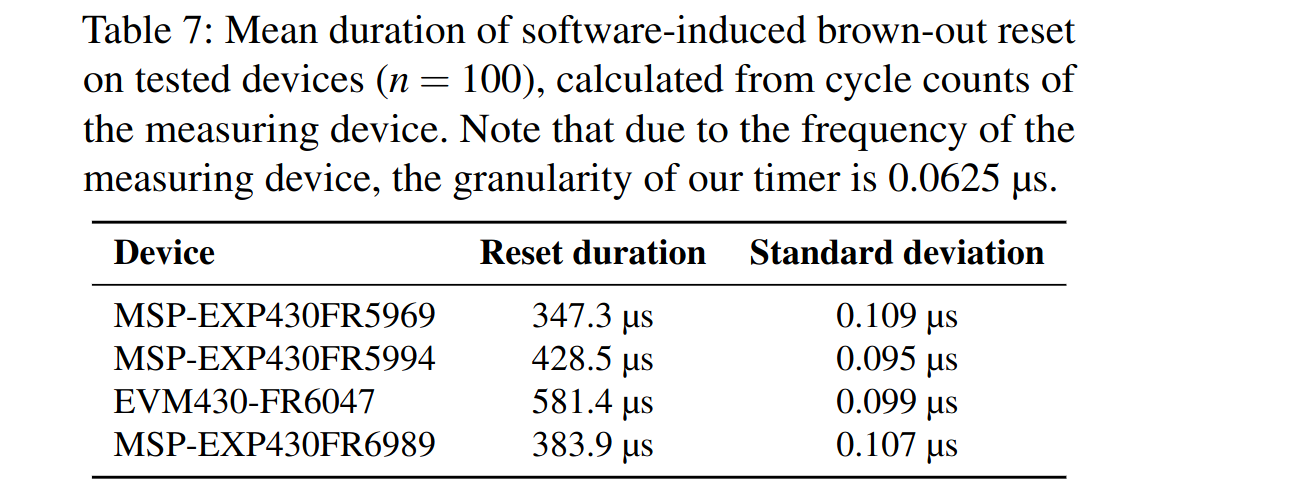 Table 7: Mean duration of software-induced brown-out reset
on tested devices (n = 100), calculated from cycle counts of
the measuring device. Note that due to the frequency of the
measuring device, the granularity of our timer is 0.0625 µs.
Device Reset duration Standard deviation
MSP-EXP430FR5969 347.3 µs 0.109 µs
MSP-EXP430FR5994 428.5 µs 0.095 µs
EVM430-FR6047 581.4 µs 0.099 µs
MSP-EXP430FR6989 383.9 µs 0.107 µs